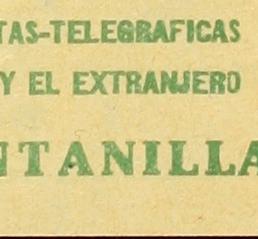 TAS-TELEGRAFICAS
Y EL EXTRANJERO
NTANILLA